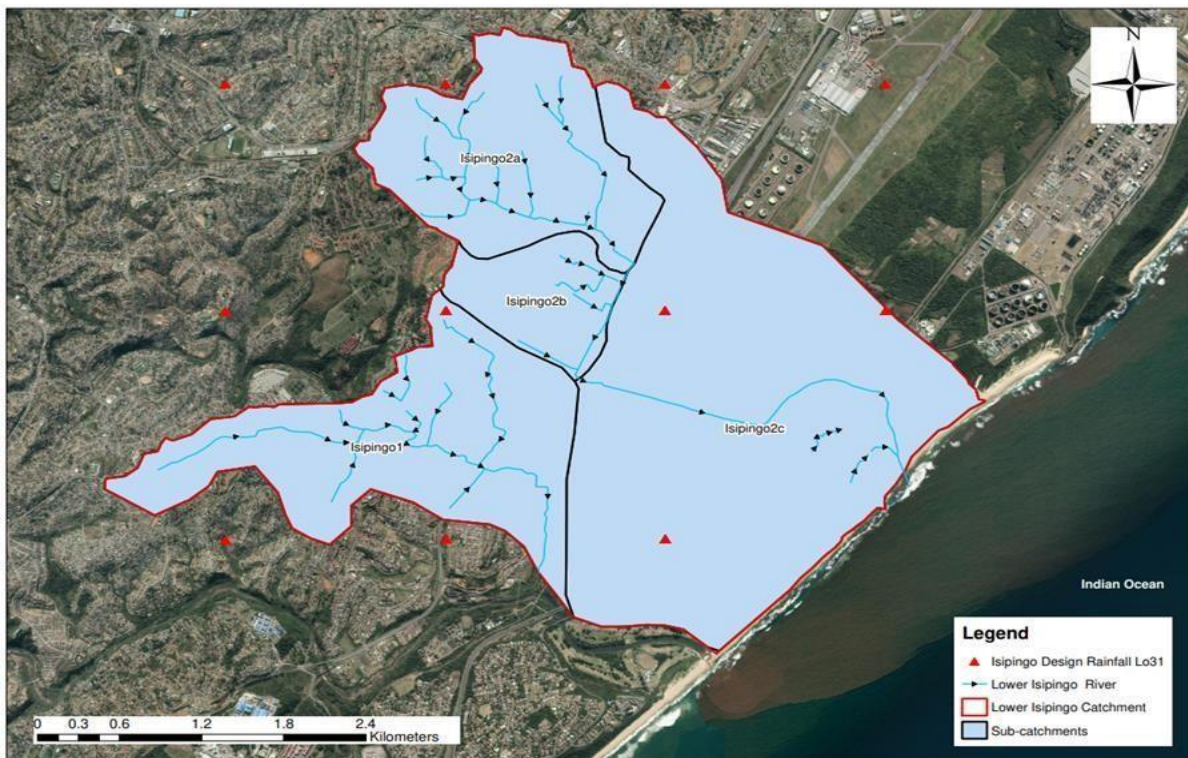 N
Isipingo2a
Isipingo2b
Isipingo2c
Isipingo1
Indian Ocean
Legend
Isipingo Design Rainfall Lo31
Lower Isipingo River
Lower Isipingo Catchment
Sub-catchments
0 0.3 0.6 1.2 1.8 2.4
Kilometers